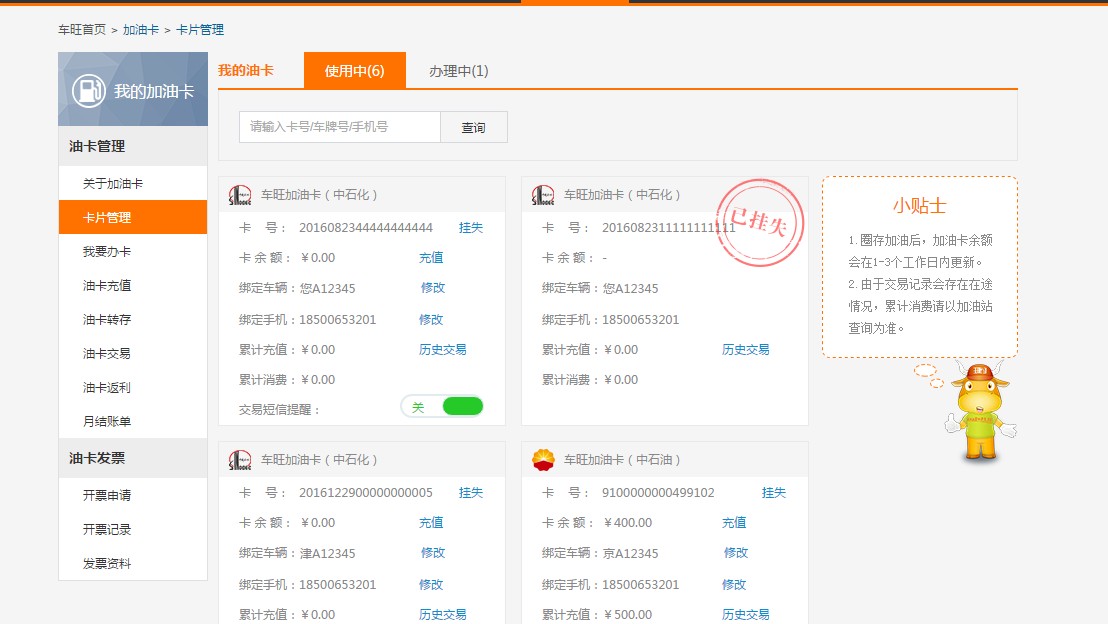 车旺首页 > 加油卡 > 卡片管理
我的加油卡
油卡管理
关于加油卡
卡片管理
我要办卡
油卡充值
油卡转存
油卡交易
油卡返利
月结账单
油卡发票
开票申请
开票记录
发票资料
我的油卡 使用中(6) 办理中(1)
请输入卡号/车牌号/手机号 查询
车旺加油卡（中石化）
卡 号： 2016082344444444444 挂失
卡 余 额： ￥0.00 充值
绑定车辆：您A12345 修改
绑定手机：18500653201 修改
累计充值：￥0.00 历史交易
累计消费：￥0.00
交易短信提醒： 关
车旺加油卡（中石化）
已挂失
卡 号： 2016082311111111111
卡 余 额： -
绑定车辆：您A12345
绑定手机：18500653201
累计充值：￥0.00 历史交易
累计消费：￥0.00
车旺加油卡（中石化）
卡 号： 2016122900000000005 挂失
卡 余 额： ￥0.00 充值
绑定车辆：津A12345 修改
绑定手机：18500653201 修改
累计充值：￥0.00 历史交易
车旺加油卡（中石油）
卡 号： 9100000000499102 挂失
卡 余 额： ￥400.00 充值
绑定车辆：京A12345 修改
绑定手机：18500653201 修改
累计充值：￥500.00 历史交易
小贴士
1. 圈存加油后，加油卡余额
会在1-3个工作日内更新。
2. 由于交易记录会存在在途
情况，累计消费请以加油站
查询为准。